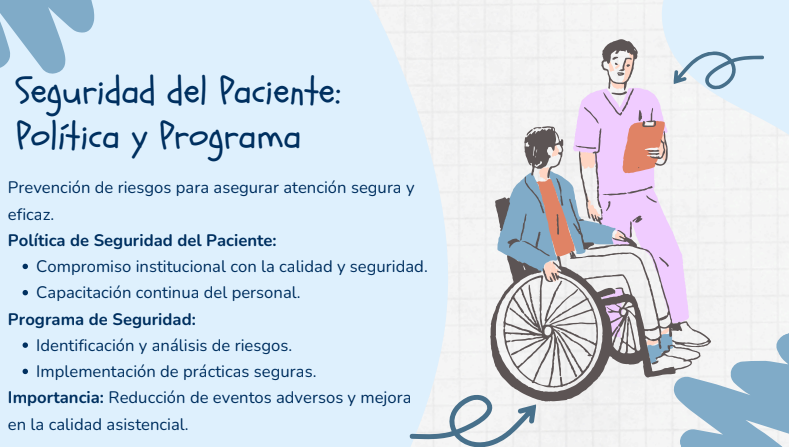 Seguridad del Paciente:
Política y Programa
Prevención de riesgos para asegurar atención segura y
eficaz.
Política de Seguridad del Paciente:
• Compromiso institucional con la calidad y seguridad.
• Capacitación continua del personal.
Programa de Seguridad:
• Identificación y análisis de riesgos.
• Implementación de prácticas seguras.
Importancia: Reducción de eventos adversos y mejora
en la calidad asistencial.